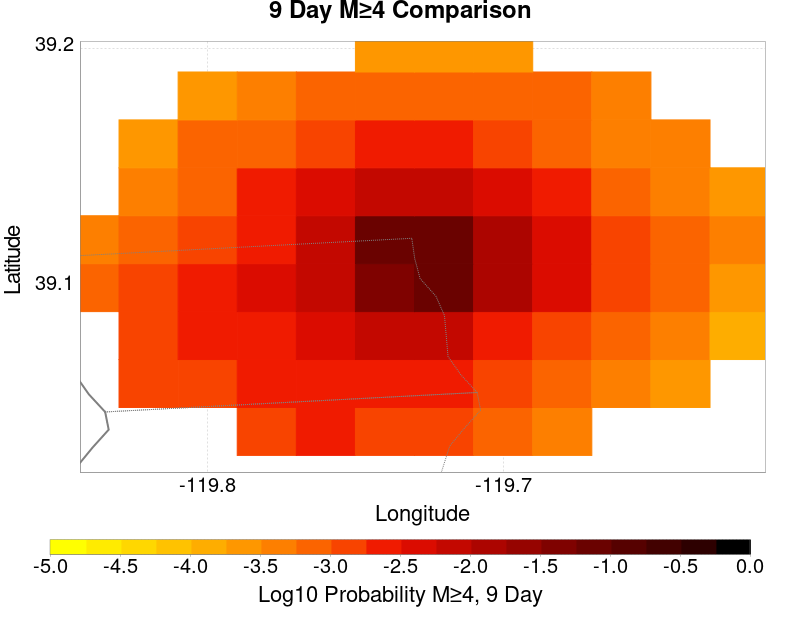 9 Day M≥4 Comparison
39.2
39.1
Latitude
-119.8 -119.7
Longitude
-5.0 -4.5 -4.0 -3.5 -3.0 -2.5 -2.0 -1.5 -1.0 -0.5 0.0
Log10 Probability M≥4, 9 Day